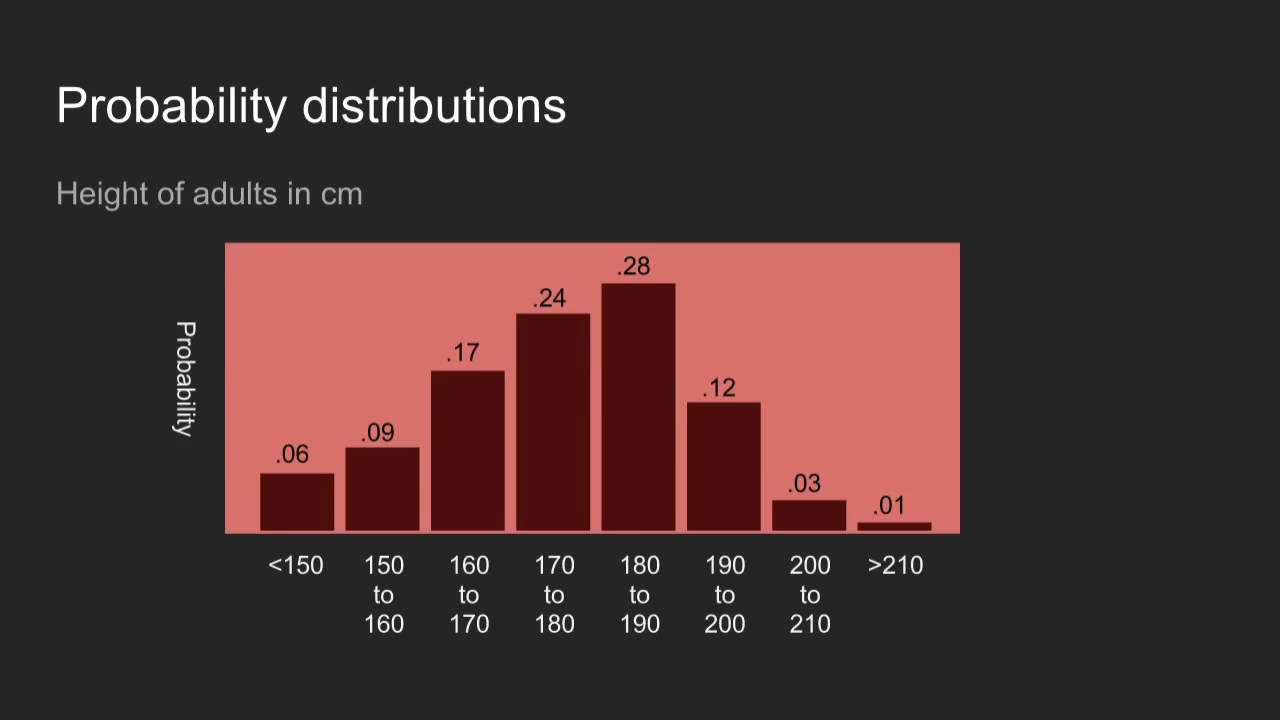 Probability distributions
Height of adults in cm
Probability
.06
.09
.17
.24
.28
.12
.03
.01
<150
150
to
160
160
to
170
170
to
180
180
to
190
190
to
200
200
to
210
>210